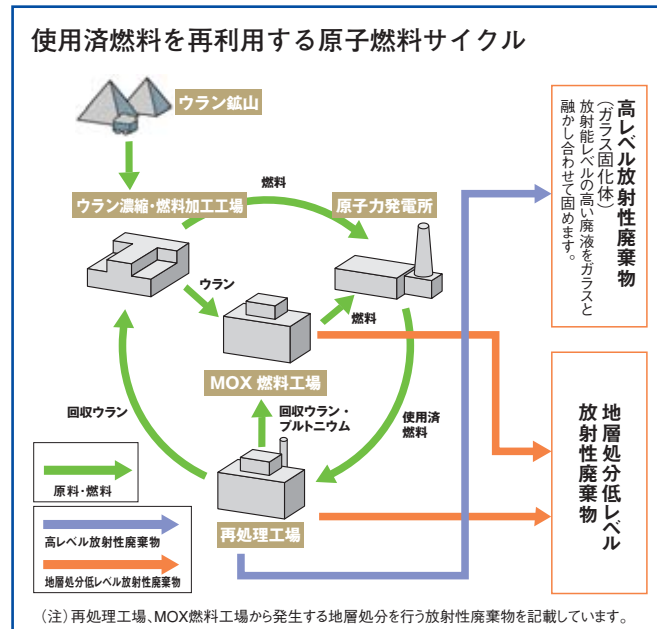 使用済燃料を再利用する原子燃料サイクル
ウラン鉱山
ウラン濃縮・燃料加工工場
燃料
原子力発電所
ウラン
燃料
MOX 燃料工場
回収ウラン
回収ウラン・
プルトニウム
使用済
燃料
再処理工場
高レベル放射性廃棄物
(ガラス固化体)
放射能レベルの高い廃液をガラスと
融かし合わせて固めます。
地層処分低レベル
放射性廃棄物
原料・燃料
高レベル放射性廃棄物
地層処分低レベル放射性廃棄物
(注)再処理工場、MOX燃料工場から発生する地層処分を行う放射性廃棄物を記載しています。